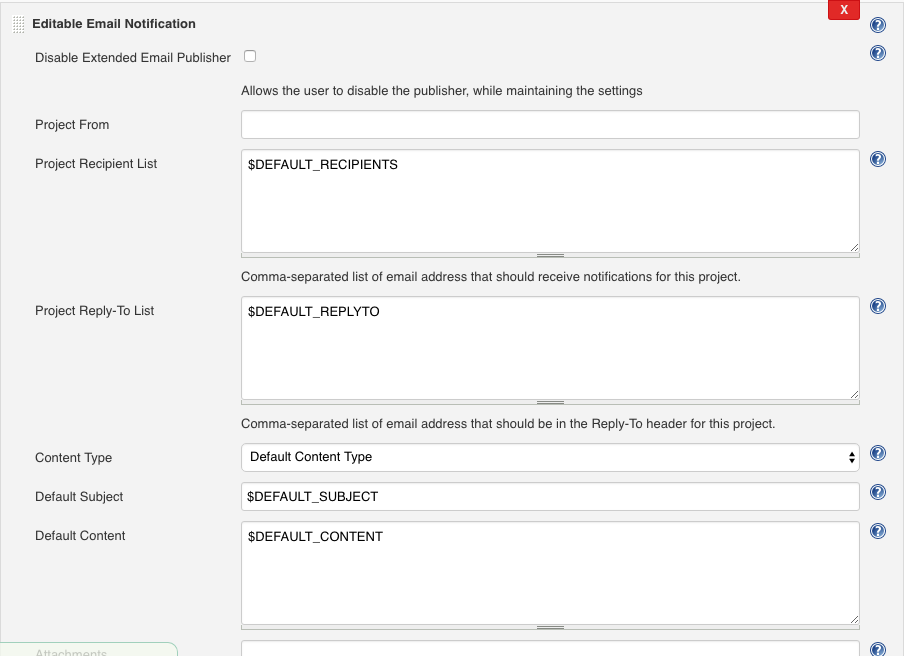 Editable Email Notification
X
?
Disable Extended Email Publisher
?
Allows the user to disable the publisher, while maintaining the settings
Project From
Project Recipient List
$DEFAULT_RECIPIENTS
?
Comma-separated list of email address that should receive notifications for this project.
Project Reply-To List
$DEFAULT_REPLYTO
?
Comma-separated list of email address that should be in the Reply-To header for this project.
Content Type
Default Content Type
?
Default Subject
$DEFAULT_SUBJECT
?
Default Content
$DEFAULT_CONTENT
?
Attachments
?